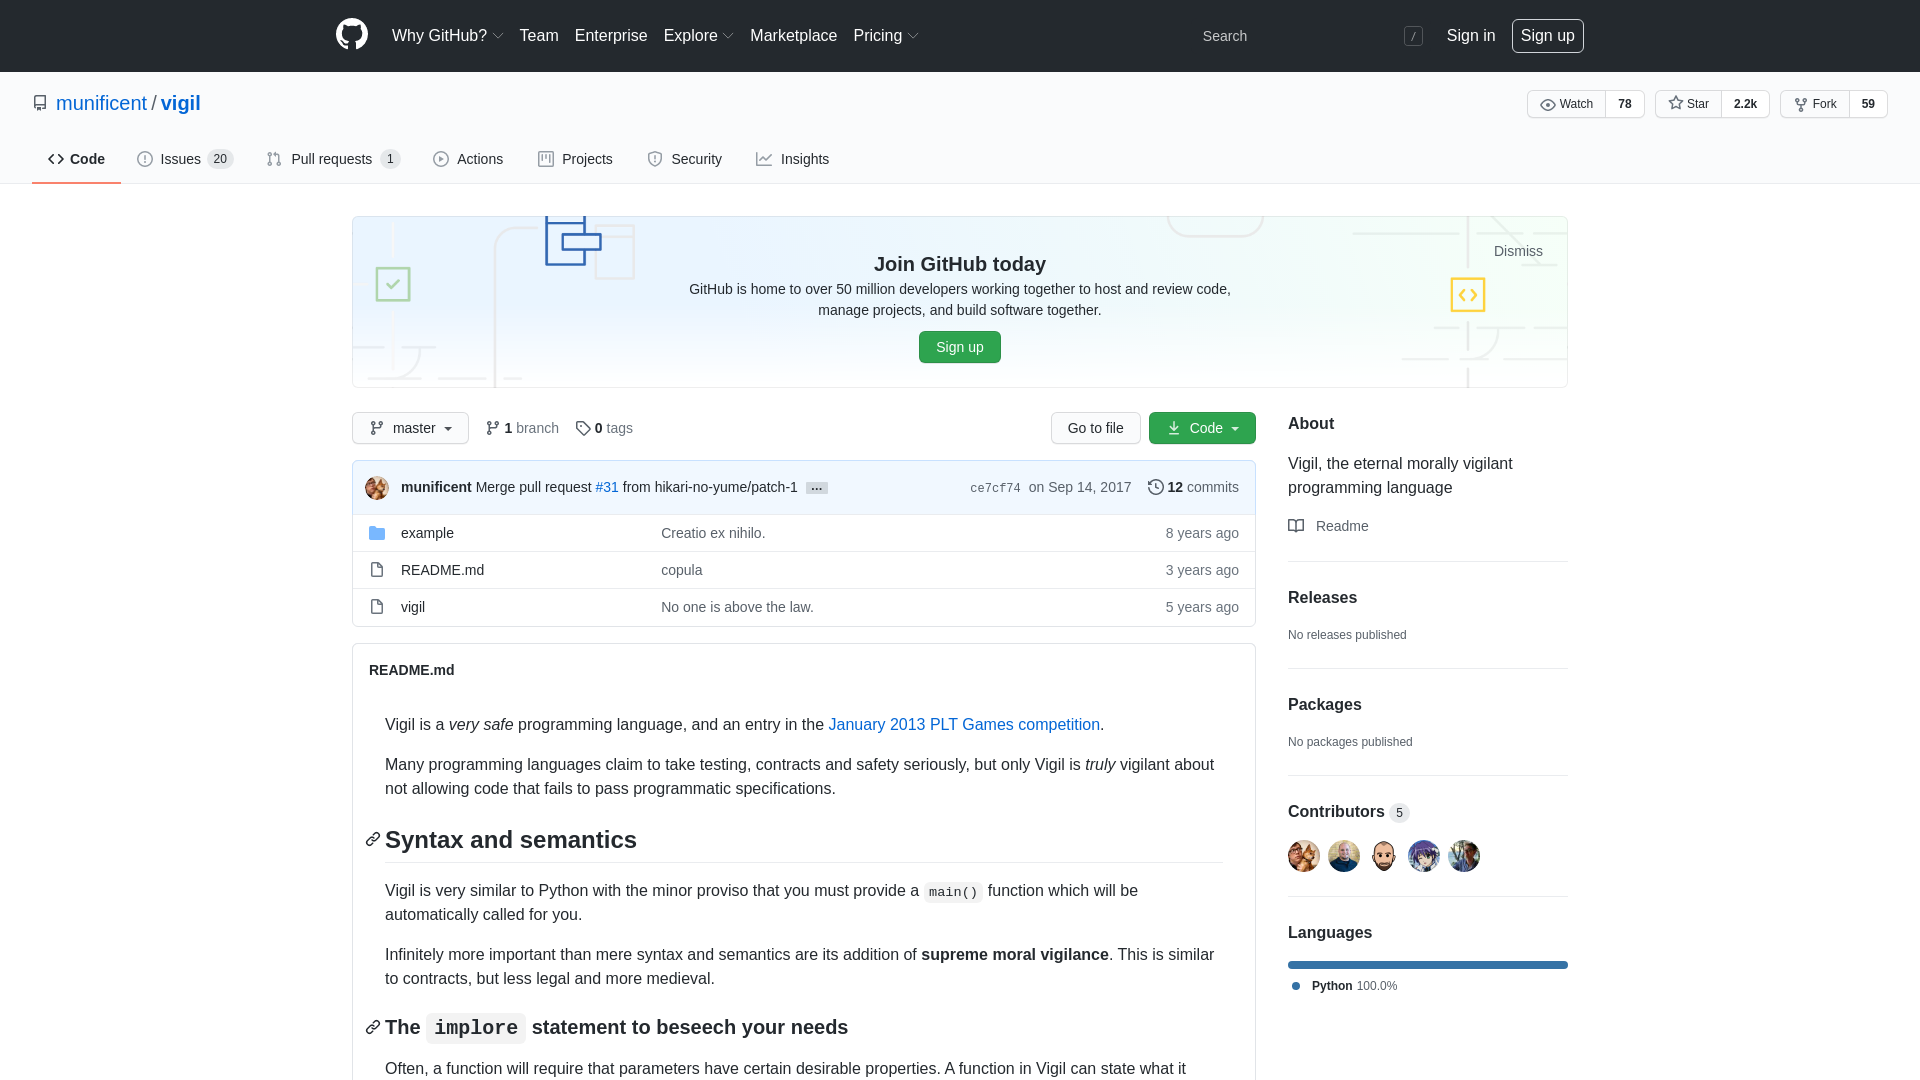 Why GitHub? Team Enterprise Explore Marketplace Pricing Search / Sign in Sign up
munificent / vigil
Watch 78 Star 2.2k Fork 59
Code Issues 20 Pull requests 1 Actions Projects Security Insights
Dismiss
Join GitHub today
GitHub is home to over 50 million developers working together to host and review code,
manage projects, and build software together.
Sign up
master 1 branch 0 tags Go to file Code
munificent Merge pull request #31 from hikari-no-yume/patch-1 … ce7cf74 on Sep 14, 2017 12 commits
example Creatio ex nihilo. 8 years ago
README.md copula 3 years ago
vigil No one is above the law. 5 years ago
README.md
Vigil is a very safe programming language, and an entry in the January 2013 PLT Games competition.
Many programming languages claim to take testing, contracts and safety seriously, but only Vigil is truly vigilant about
not allowing code that fails to pass programmatic specifications.
Syntax and semantics
Vigil is very similar to Python with the minor proviso that you must provide a main() function which will be
automatically called for you.
Infinitely more important than mere syntax and semantics are its addition of supreme moral vigilance. This is similar
to contracts, but less legal and more medieval.
The implore statement to beseech your needs
Often, a function will require that parameters have certain desirable properties. A function in Vigil can state what it
About
Vigil, the eternal morally vigilant
programming language
Readme
Releases
No releases published
Packages
No packages published
Contributors 5
Languages
Python 100.0%